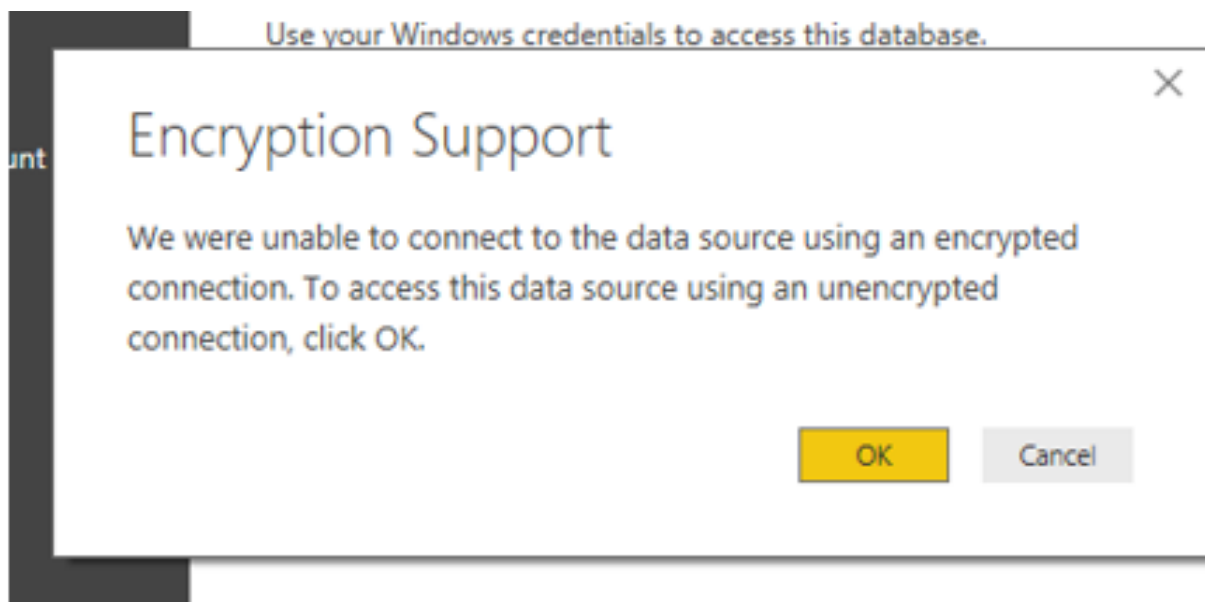 Use your Windows credentials to access this database.
Encryption Support
unt
We were unable to connect to the data source using an encrypted
connection. To access this data source using an unencrypted
connection, click OK.
OK
Cancel